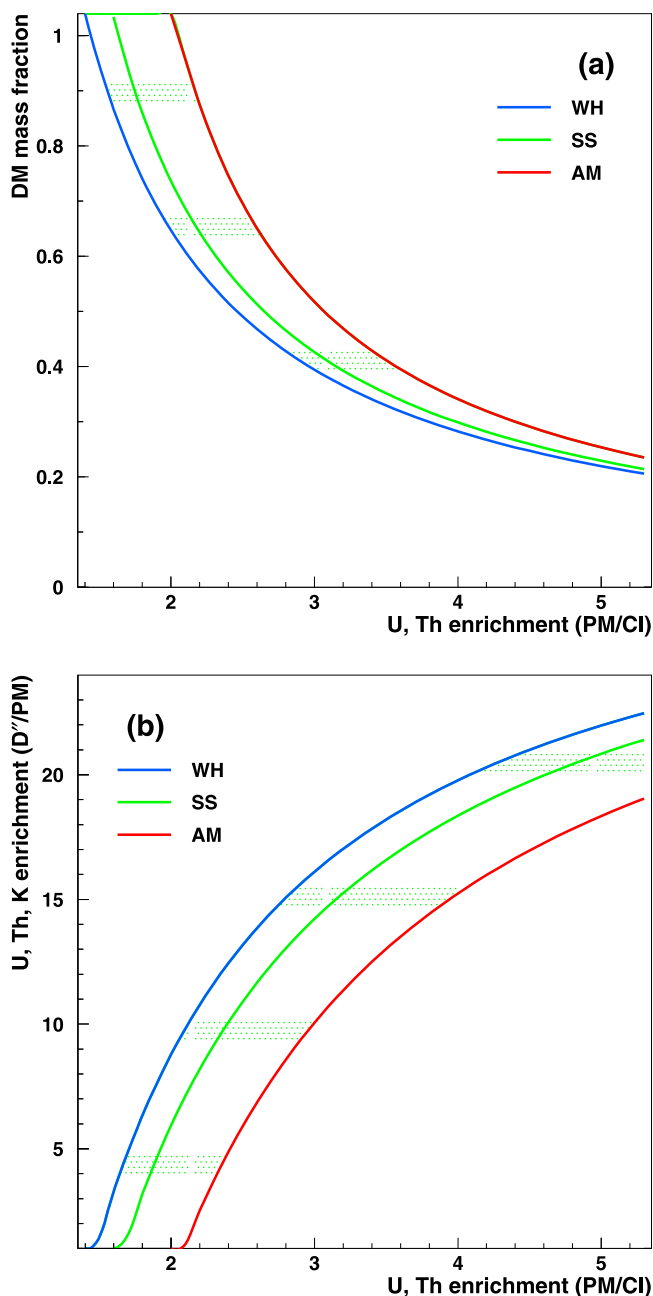 DM mass fraction
1
0.8
0.6
0.4
0.2
0
(a)
WH
SS
AM
2 3 4 5
U, Th enrichment (PM/CI)
U, Th, K enrichment (D″/PM)
20
15
10
5
(b)
WH
SS
AM
2 3 4 5
U, Th enrichment (PM/CI)